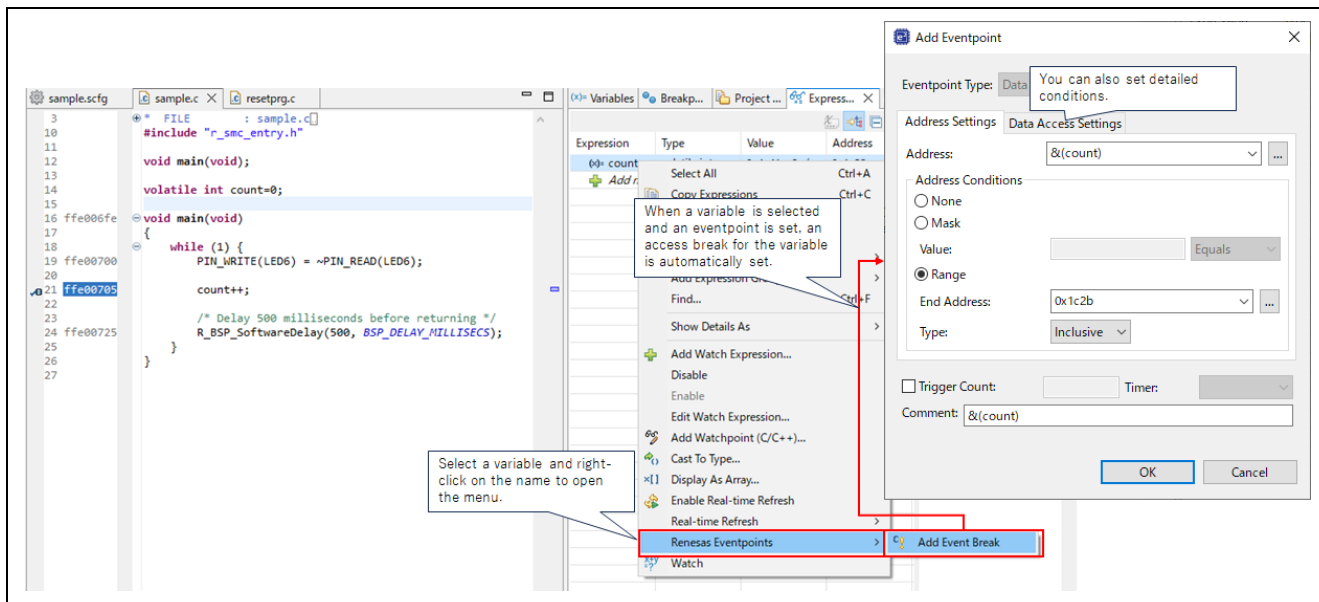 sample.scfg
sample.c
resetprg.c
3 * FILE : sample.c
10 #include "r_smc_entry.h"
11
12 void main(void);
13
14 volatile int count=0;
15
16 ffe006fe void main(void)
17 {
18 while (1) {
19 ffe00700 PIN_WRITE(LED6) = ~PIN_READ(LED6);
20
21 ffe00705 count++;
22
23 /* Delay 500 milliseconds before returning */
24 ffe00725 R_BSP_SoftwareDelay(500, BSP_DELAY_MILLISECS);
25 }
26 }
27
(x)= Variables
Breakp...
Project ...
Express...
Expression Type Value Address
(x)= count
Add
Select All Ctrl+A
Copy Expressions Ctrl+C
When a variable is selected
and an eventpoint is set, an
access break for the variable
is automatically set.
Find... Ctrl+F
Show Details As
Add Watch Expression...
Disable
Enable
Edit Watch Expression...
Add Watchpoint (C/C++)...
Cast To Type...
Display As Array...
Enable Real-time Refresh
Real-time Refresh
Renesas Eventpoints
Watch
Add Event Break
Select a variable and right-
click on the name to open
the menu.
Add Eventpoint
Eventpoint Type: Data
You can also set detailed
conditions.
Address Settings
Data Access Settings
Address: &(count) ...
Address Conditions
None
Mask
Value: Equals
Range
End Address: 0x1c2b ...
Type: Inclusive
Trigger Count: Timer:
Comment: &(count)
OK Cancel